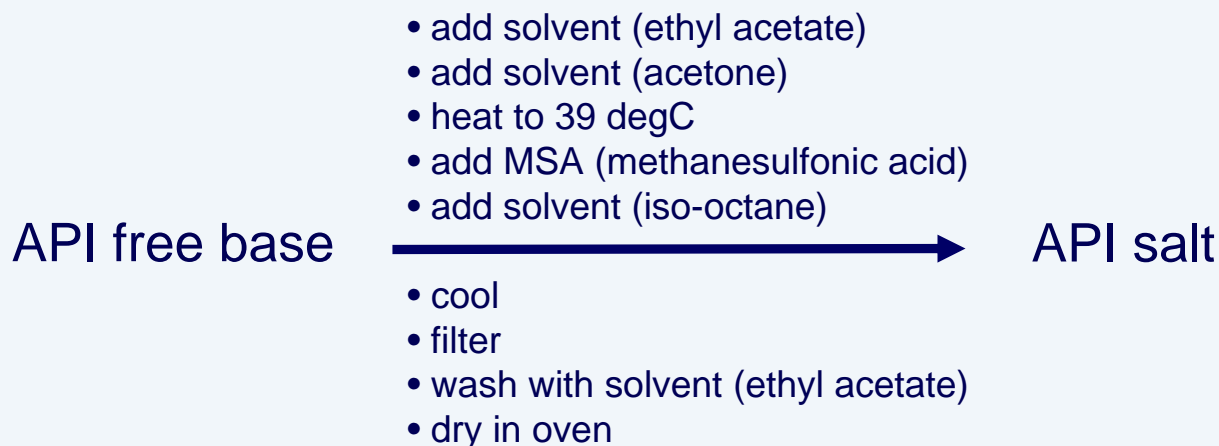 • add solvent (ethyl acetate)
• add solvent (acetone)
• heat to 39 degC
• add MSA (methanesulfonic acid)
• add solvent (iso-octane)
API free base
API salt
• cool
• filter
• wash with solvent (ethyl acetate)
• dry in oven